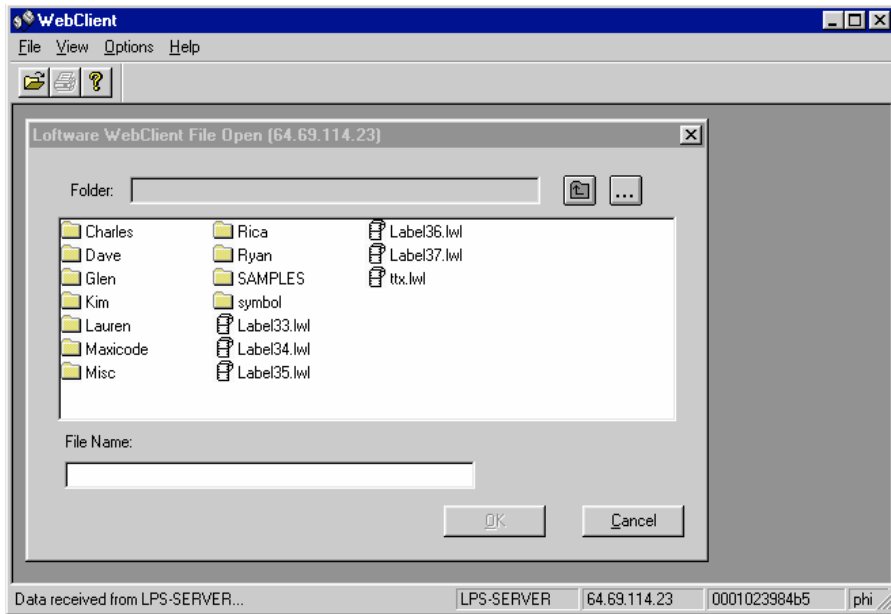 WebClient
File View Options Help
Loftware WebClient File Open (64.69.114.23)
Folder:
...
Charles Rica Label36.lwl
Dave Ryan Label37.lwl
Glen SAMPLES ttx.lwl
Kim symbol
Lauren Label33.lwl
Maxicode Label34.lwl
Misc Label35.lwl
File Name:
OK Cancel
Data received from LPS-SERVER... LPS-SERVER 64.69.114.23 0001023984b5 phi